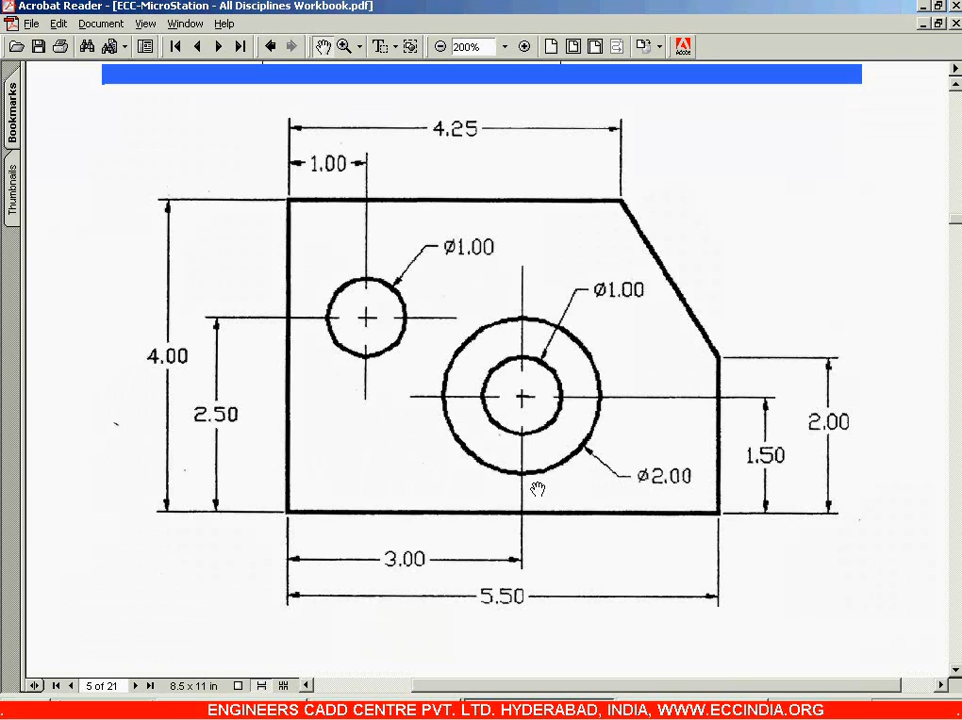 Acrobat Reader - [ECC-MicroStation - All Disciplines Workbook.pdf]
File Edit Document View Window Help
200%
Adobe
Bookmarks
Thumbnails
4.25
1.00
Ø1.00
Ø1.00
4.00
2.50
2.00
1.50
Ø2.00
3.00
5.50
5 of 21
8.5 x 11 in
ENGINEERS CADD CENTRE PVT. LTD. HYDERABAD, INDIA, WWW.ECCINDIA.ORG